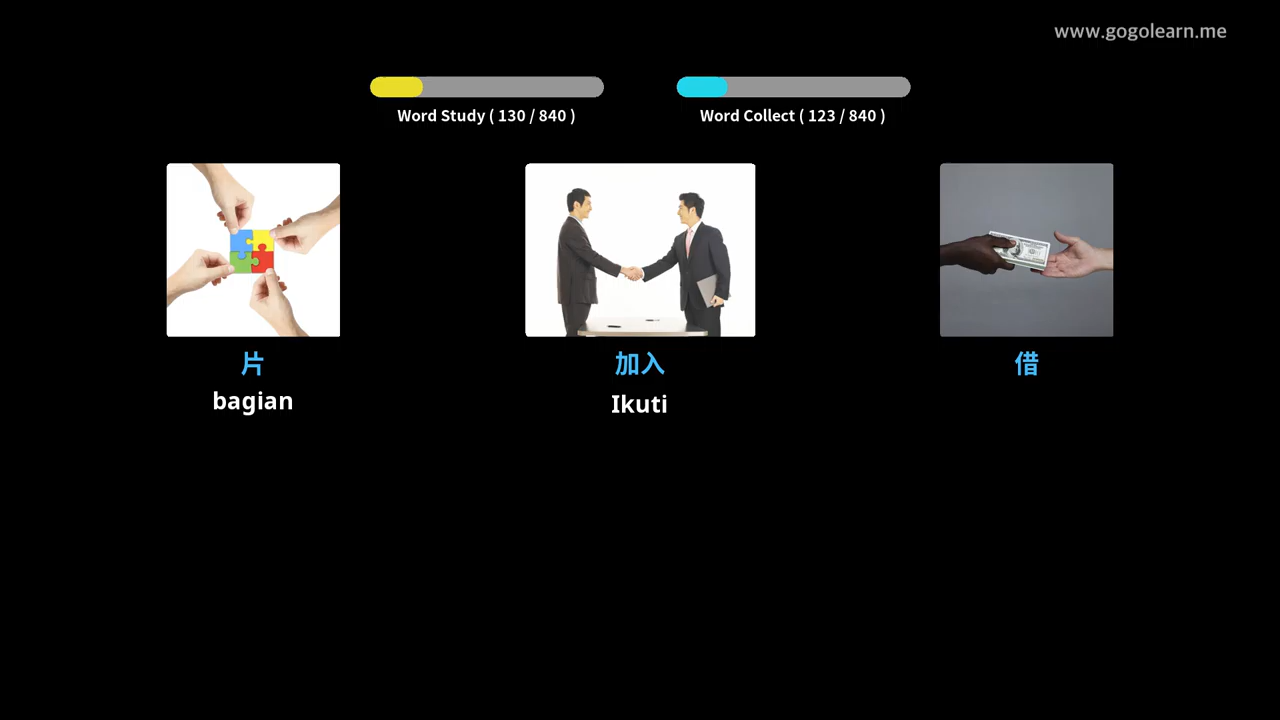 www.gogolearn.me
Word Study ( 130 / 840 )
Word Collect ( 123 / 840 )
片
加入
借
bagian
Ikuti